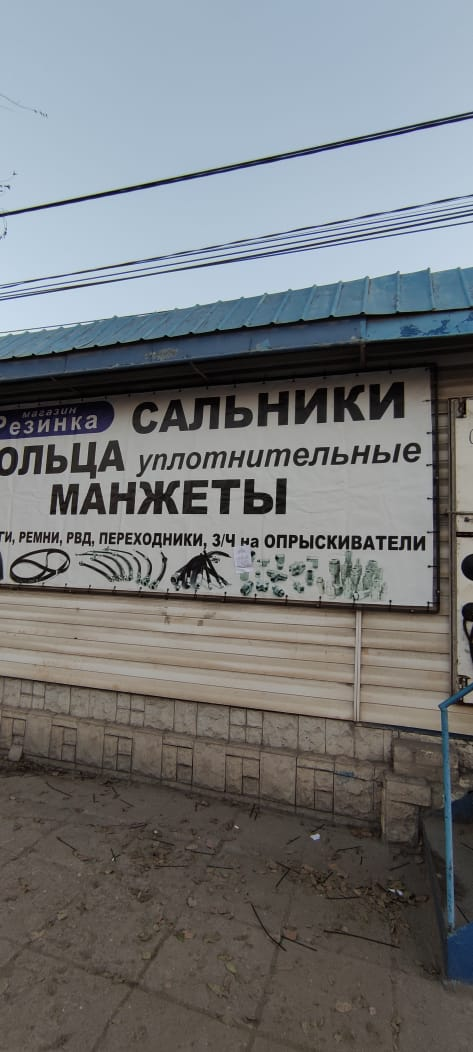 магазин
Резинка
САЛЬНИКИ
ОЛЬЦА уплотнительные
МАНЖЕТЫ
ГИ, РЕМНИ, РВД, ПЕРЕХОДНИКИ, З/Ч на ОПРЫСКИВАТЕЛИ